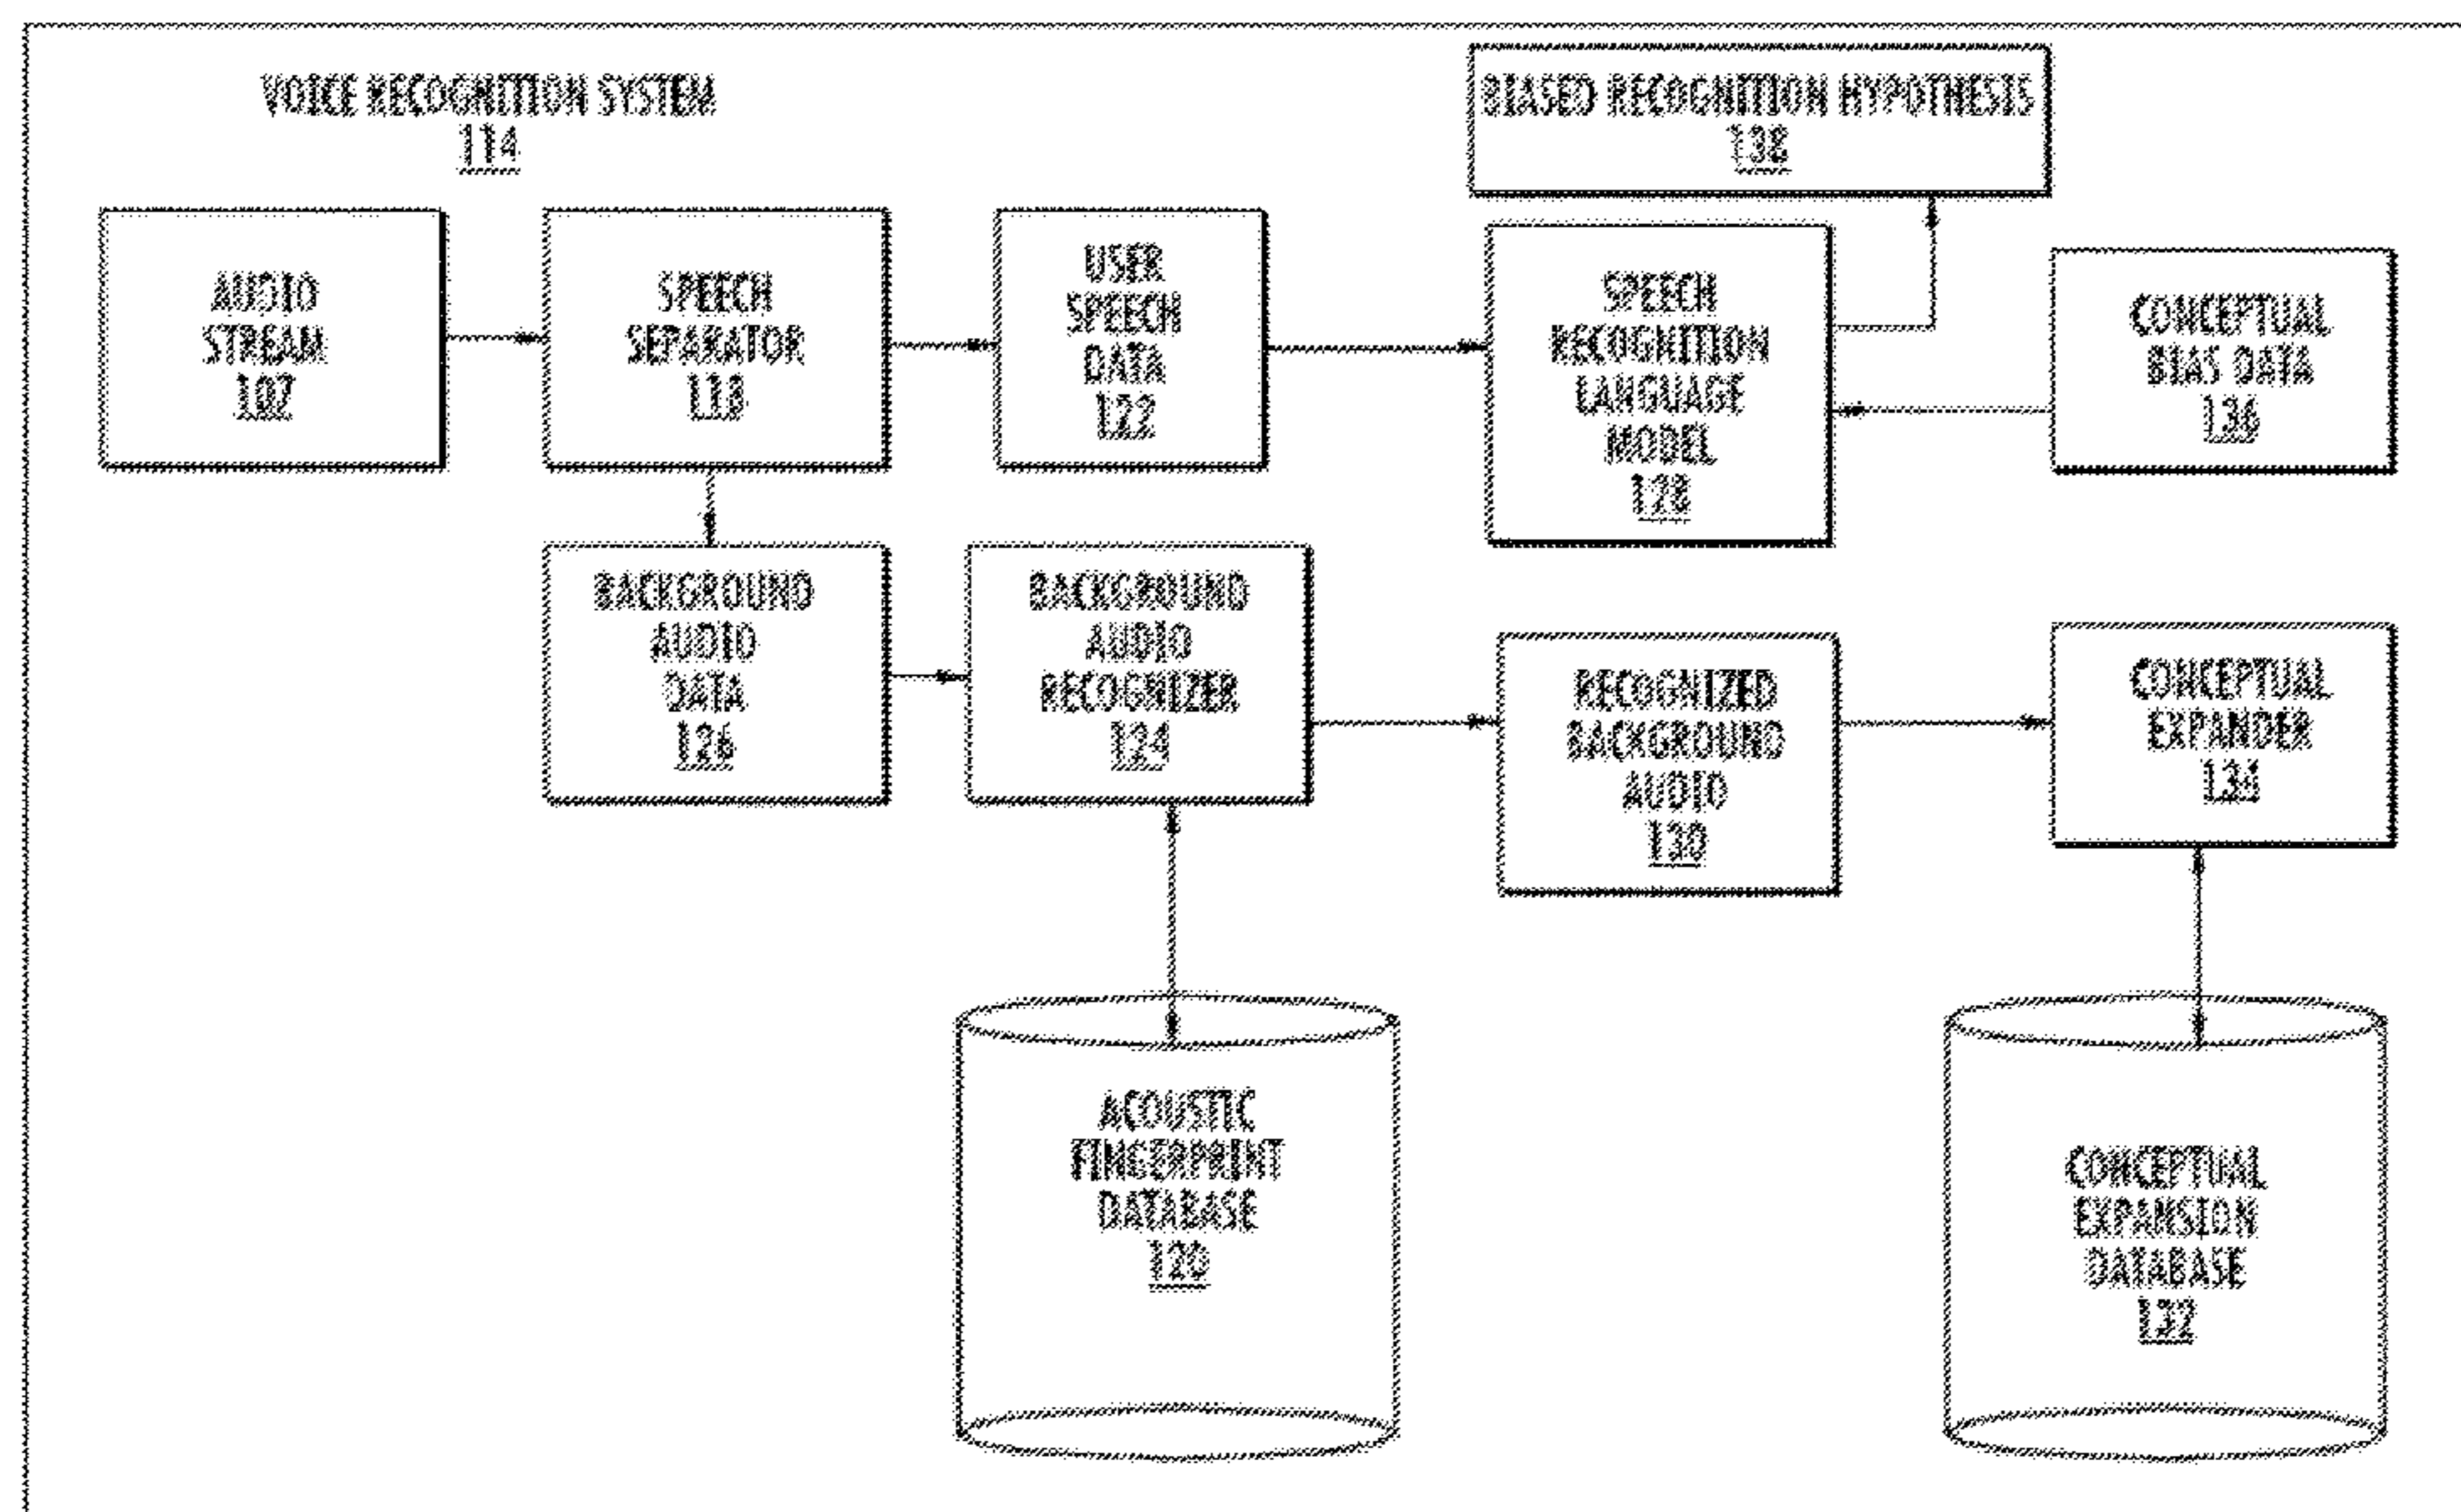 VOICE RECOGNITION SYSTEM
114
BIASED RECOGNITION HYPOTHESIS
138
AUDIO
STREAM
107
SPEECH
SEPARATOR
118
USER
SPEECH
DATA
122
SPEECH
RECOGNITION
LANGUAGE
MODEL
128
CONCEPTUAL
BIAS DATA
136
BACKGROUND
AUDIO
DATA
126
BACKGROUND
AUDIO
RECOGNIZER
124
RECOGNIZED
BACKGROUND
AUDIO
130
CONCEPTUAL
EXPANDER
134
ACOUSTIC
FINGERPRINT
DATABASE
120
CONCEPTUAL
EXPANSION
DATABASE
132